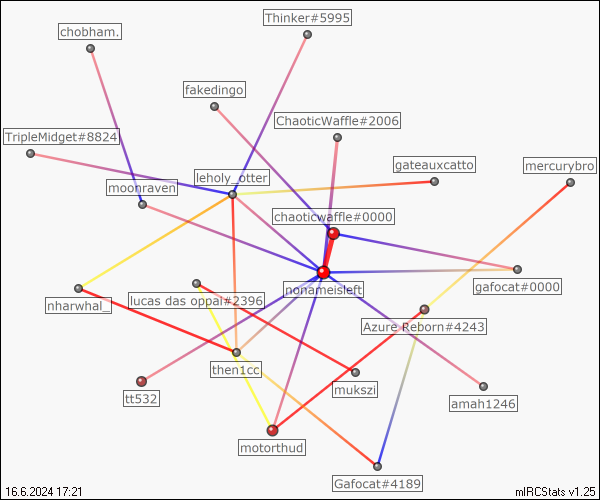 Thinker#5995
chobham.
fakedingo
ChaoticWaffle#2006
TripleMidget#8824
gateauxcatto
mercurybro
leholy_otter
moonraven
chaoticwaffle#0000
gafocat#0000
nonameisleft
lucas das oppai#2396
nharwhal_
Azure Reborn#4243
then1cc
mukszi
tt532
amah1246
motorthud
Gafocat#4189
16.6.2024 17:21
mIRCStats v1.25